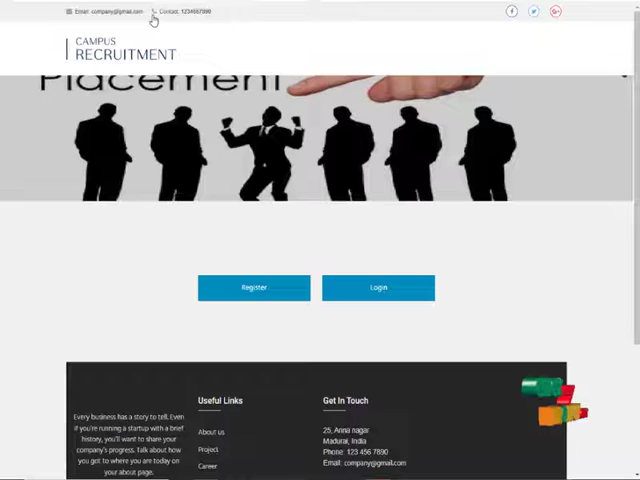 Email: company@gmail.com Contact: 1234567890
CAMPUS
RECRUITMENT
Placement
Register
Login
Every business has a story to tell. Even
if you're running a startup with a brief
history, you'll want to share your
company's progress. Talk about how
you got to where you are today on
your about page.
Useful Links
About us
Project
Career
Get In Touch
25, Anna nagar
Madurai, India
Phone: 123 456 7890
Email: company@gmail.com